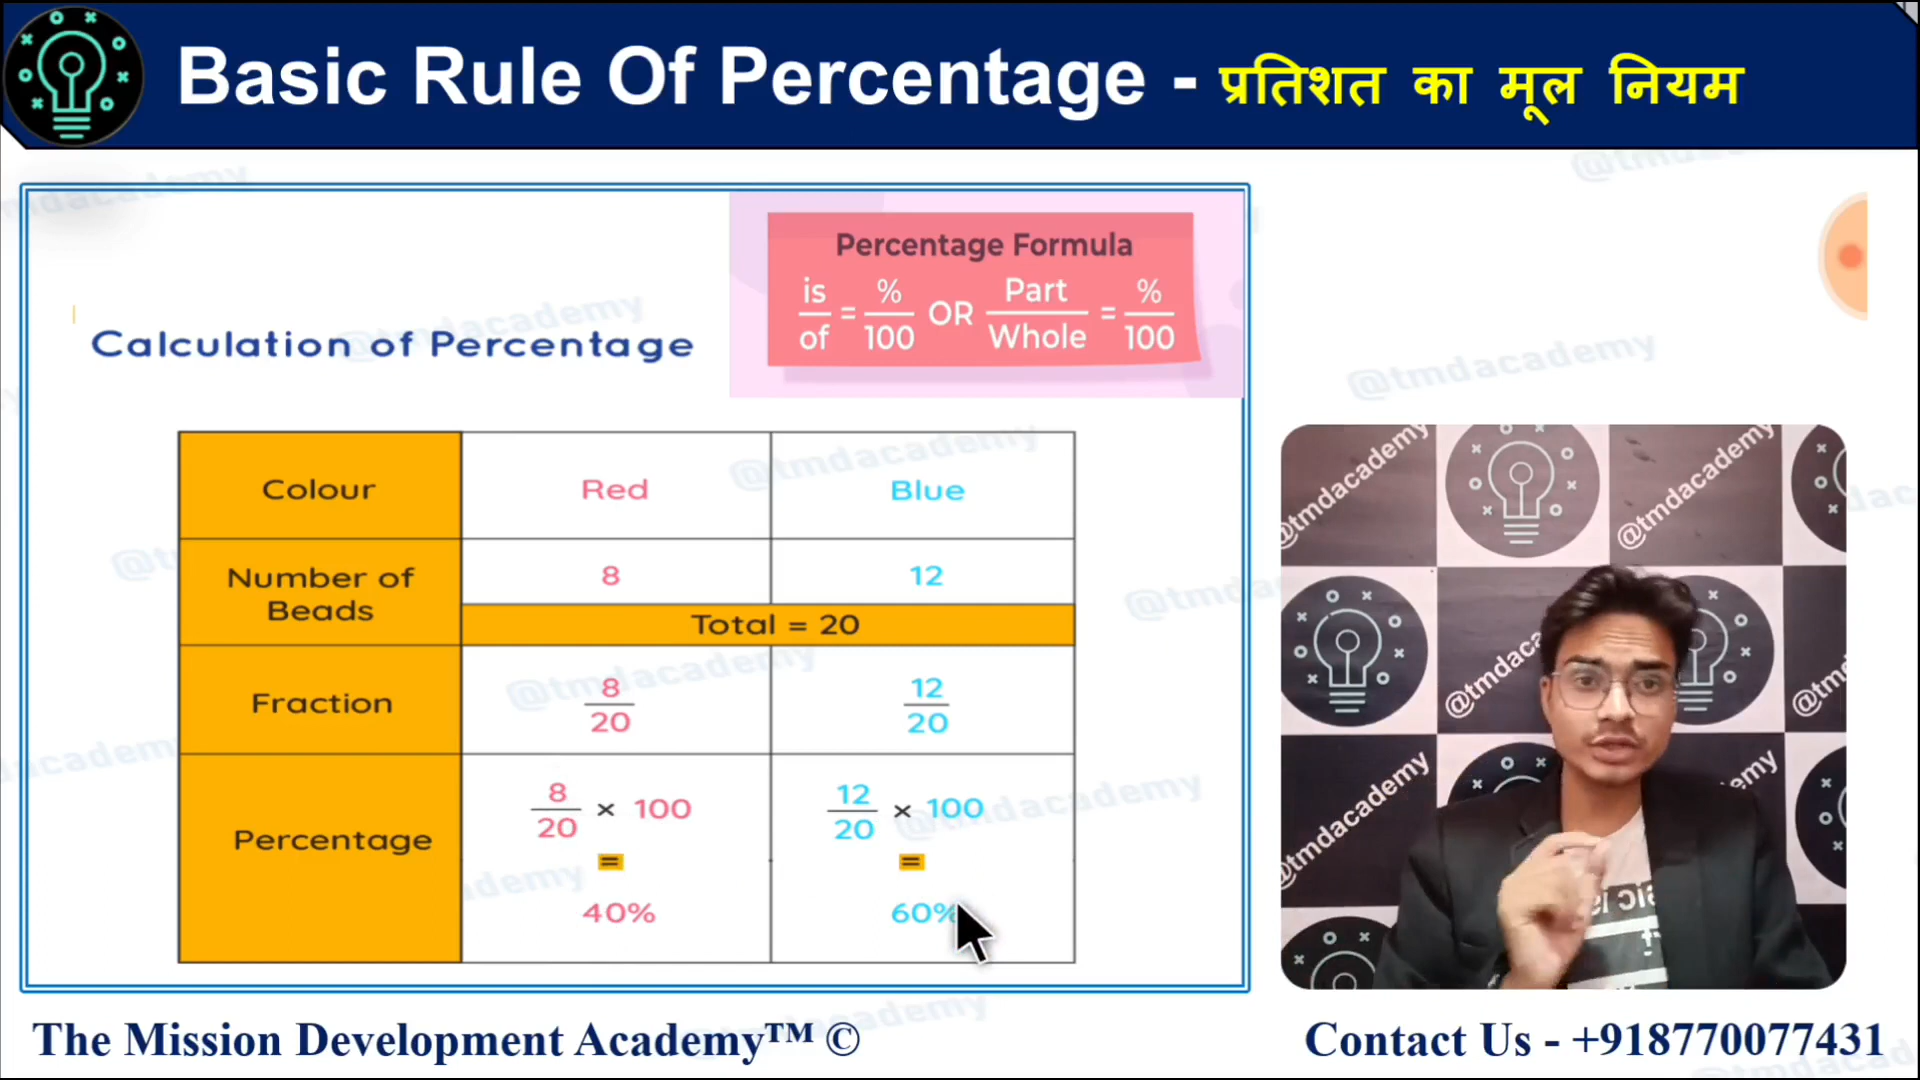 Basic Rule Of Percentage - प्रतिशत का मूल नियम
Percentage Formula
is/of = %/100 OR Part/Whole = %/100
Calculation of Percentage
Colour Red Blue
Number of Beads 8 12
Total = 20
Fraction 8/20 12/20
Percentage 8/20 × 100 = 40% 12/20 × 100 = 60%
@tmdacademy
The Mission Development Academy™ ©
Contact Us - +918770077431